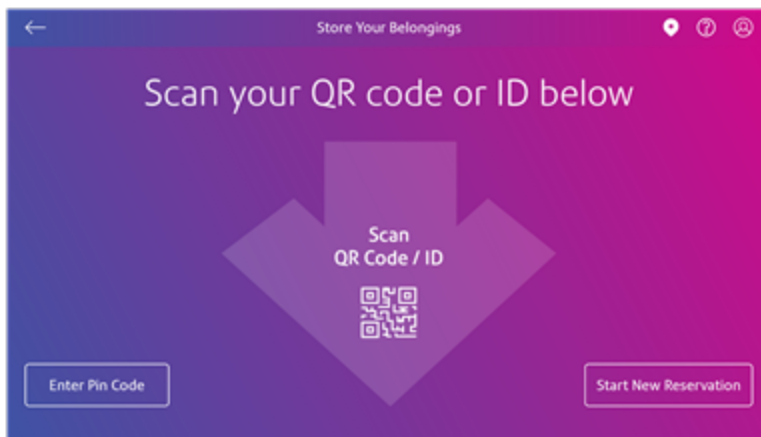 Store Your Belongings
Scan your QR code or ID below
Scan
QR Code / ID
Enter Pin Code
Start New Reservation